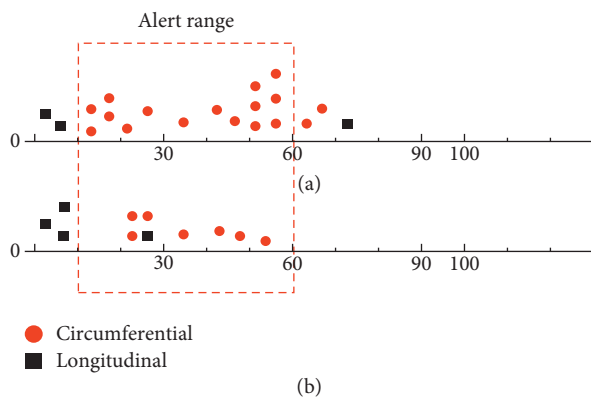 Alert range
0 30 60 90 100
(a)
0 30 60 90 100
Circumferential
Longitudinal
(b)